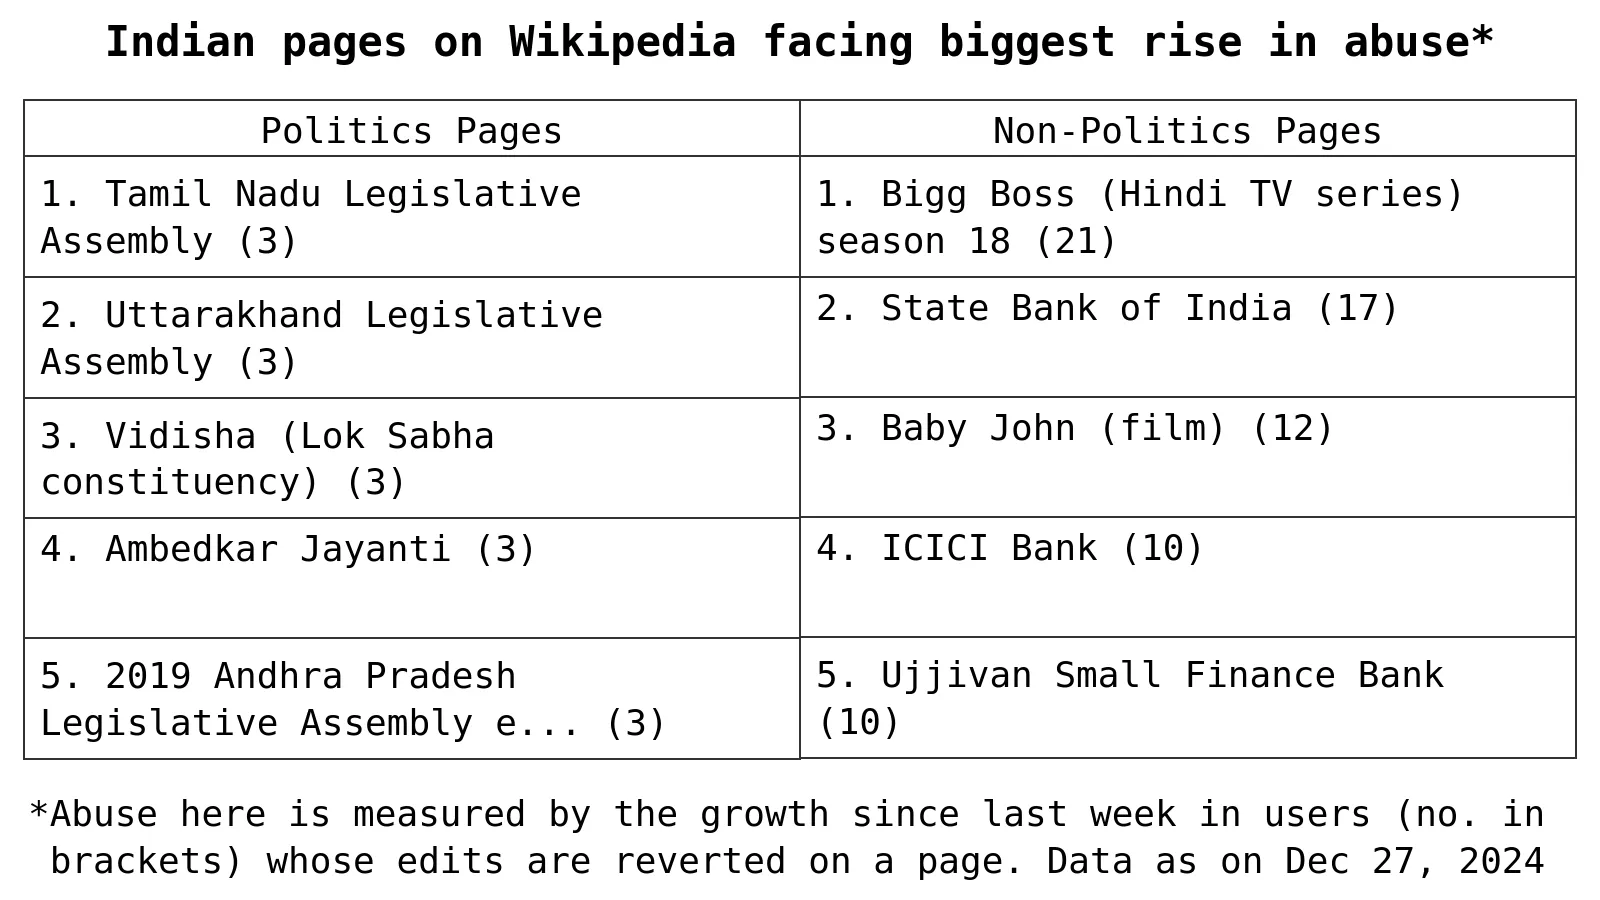 Indian pages on Wikipedia facing biggest rise in abuse*
Politics Pages
Non-Politics Pages
1. Tamil Nadu Legislative
Assembly (3)
1. Bigg Boss (Hindi TV series)
season 18 (21)
2. Uttarakhand Legislative
Assembly (3)
2. State Bank of India (17)
3. Vidisha (Lok Sabha
constituency) (3)
3. Baby John (film) (12)
4. Ambedkar Jayanti (3)
4. ICICI Bank (10)
5. 2019 Andhra Pradesh
Legislative Assembly e... (3)
5. Ujjivan Small Finance Bank
(10)
*Abuse here is measured by the growth since last week in users (no. in
brackets) whose edits are reverted on a page. Data as on Dec 27, 2024